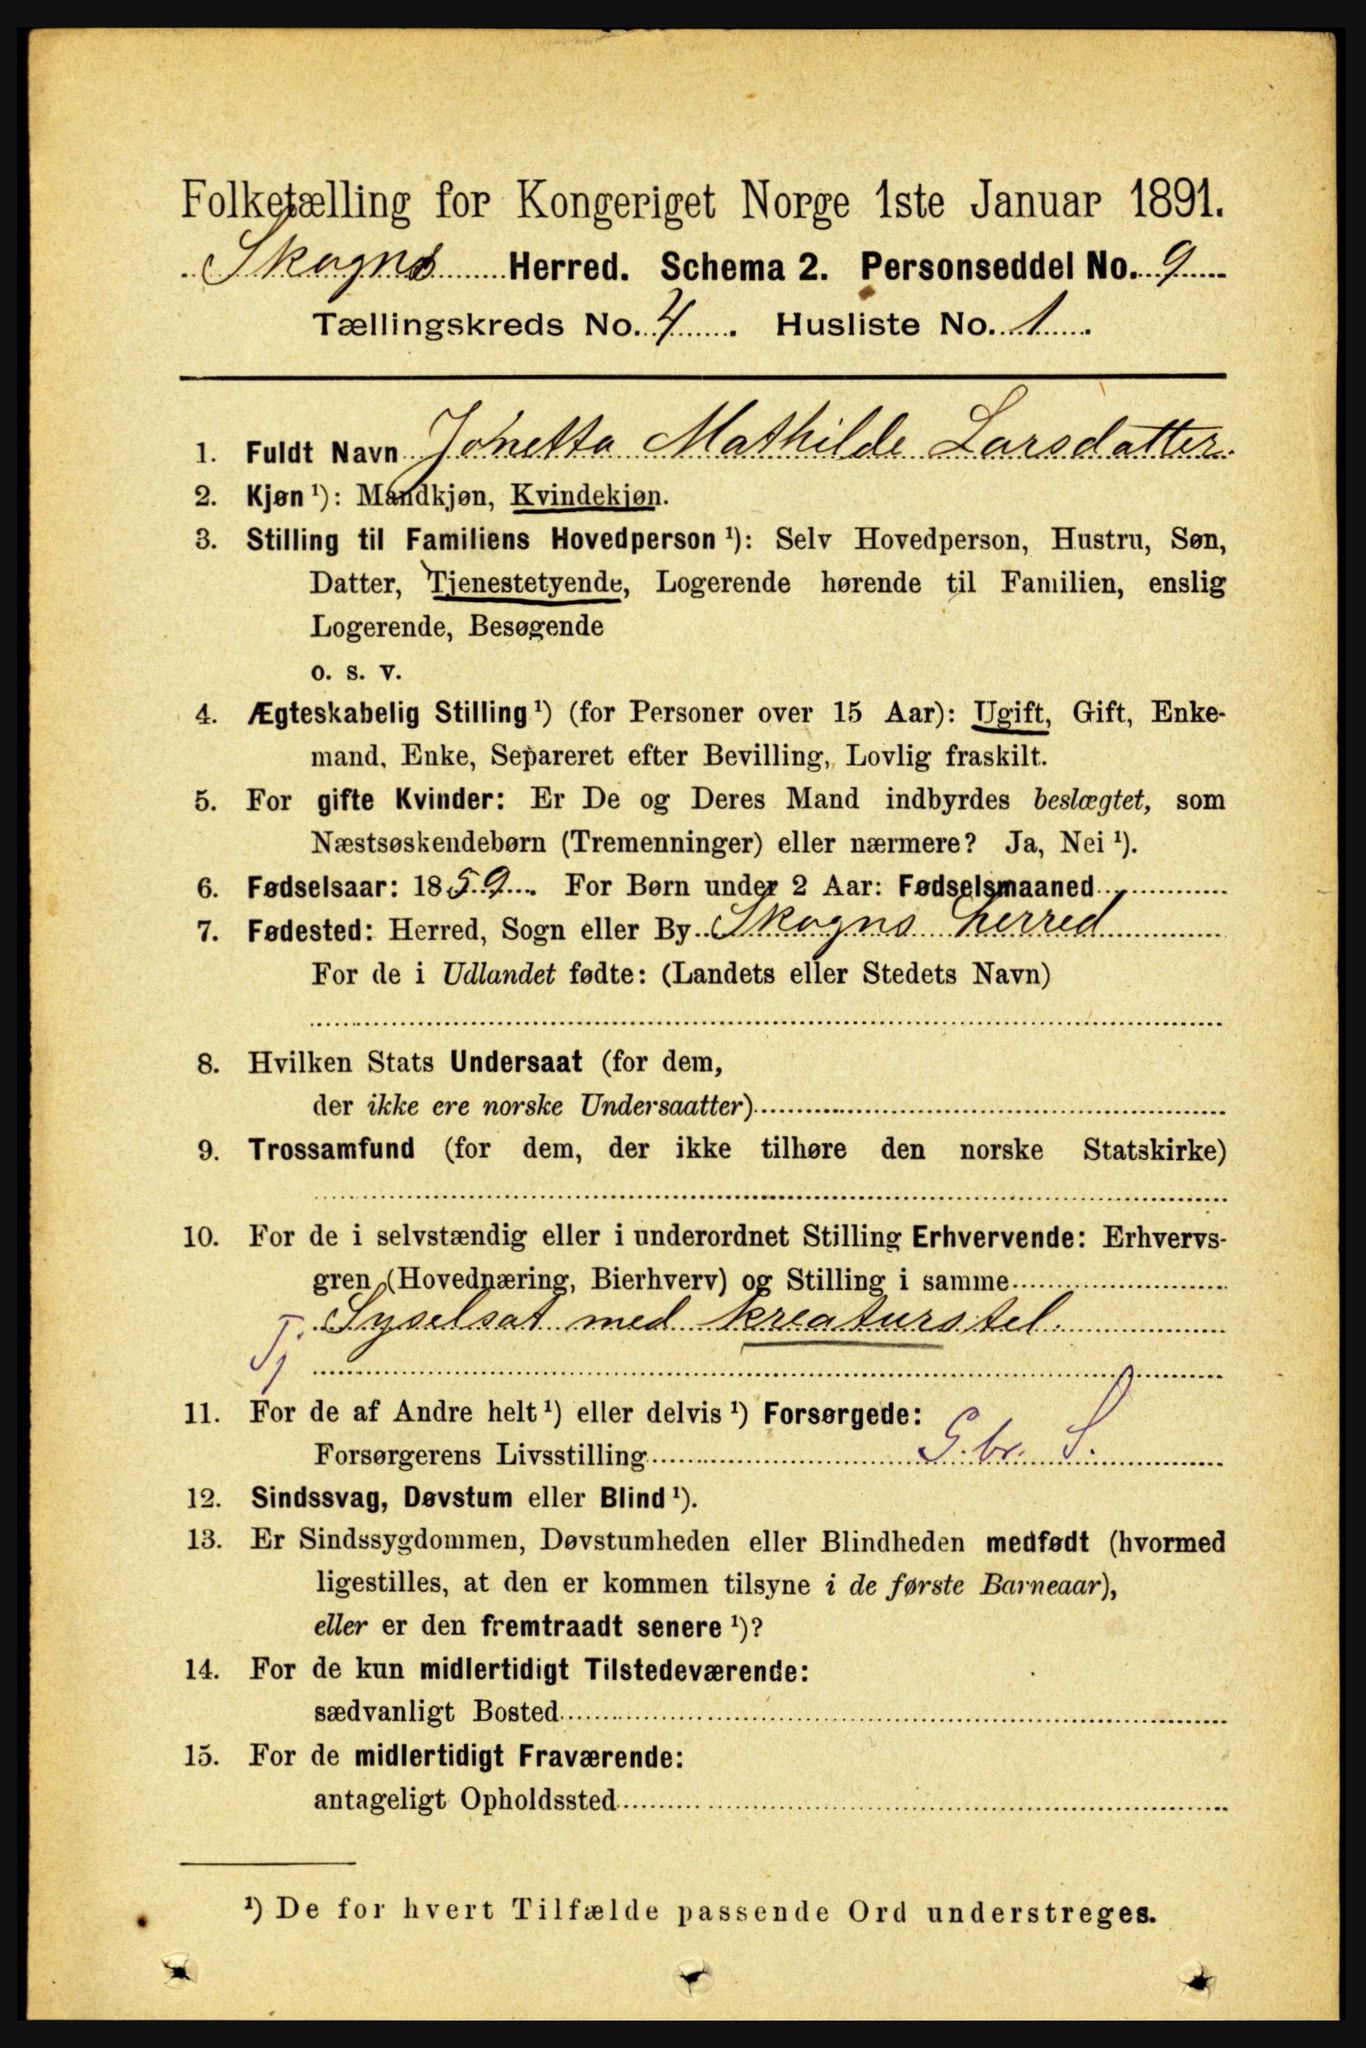 Folketælling for Kongeriget Norge 1ste Januar 1891.
Skogns Herred. Schema 2. Personseddel No. 9
Tællingskreds No. 4. Husliste No. 1.
1. Fuldt Navn Jonetta Mathilde Larsdatter.
2. Kjøn ¹): Mandkjøn, Kvindekjøn.
3. Stilling til Familiens Hovedperson ¹): Selv Hovedperson, Hustru, Søn,
Datter, Tjenestetyende, Logerende hørende til Familien, enslig
Logerende, Besøgende
o. s. v.
4. Ægteskabelig Stilling ¹) (for Personer over 15 Aar): Ugift, Gift, Enke-
mand, Enke, Separeret efter Bevilling, Lovlig fraskilt.
5. For gifte Kvinder: Er De og Deres Mand indbyrdes beslægtet, som
Næstsøskendebørn (Tremenninger) eller nærmere? Ja, Nei ¹).
6. Fødselsaar: 1859. For Børn under 2 Aar: Fødselsmaaned
7. Fødested: Herred, Sogn eller By Skogns herred
For de i Udlandet fødte: (Landets eller Stedets Navn)
8. Hvilken Stats Undersaat (for dem,
der ikke ere norske Undersaatter)
9. Trossamfund (for dem, der ikke tilhøre den norske Statskirke)
10. For de i selvstændig eller i underordnet Stilling Erhvervende: Erhvervs-
gren (Hovednæring, Bierhverv) og Stilling i samme
Syselsat med kreaturstel.
Tj.
11. For de af Andre helt ¹) eller delvis ¹) Forsørgede:
Forsørgerens Livsstilling G. br. S.
12. Sindssvag, Døvstum eller Blind ¹).
13. Er Sindssygdommen, Døvstumheden eller Blindheden medfødt (hvormed
ligestilles, at den er kommen tilsyne i de første Barneaar),
eller er den fremtraadt senere ¹)?
14. For de kun midlertidigt Tilstedeværende:
sædvanligt Bosted
15. For de midlertidigt Fraværende:
antageligt Opholdssted
¹) De for hvert Tilfælde passende Ord understreges.